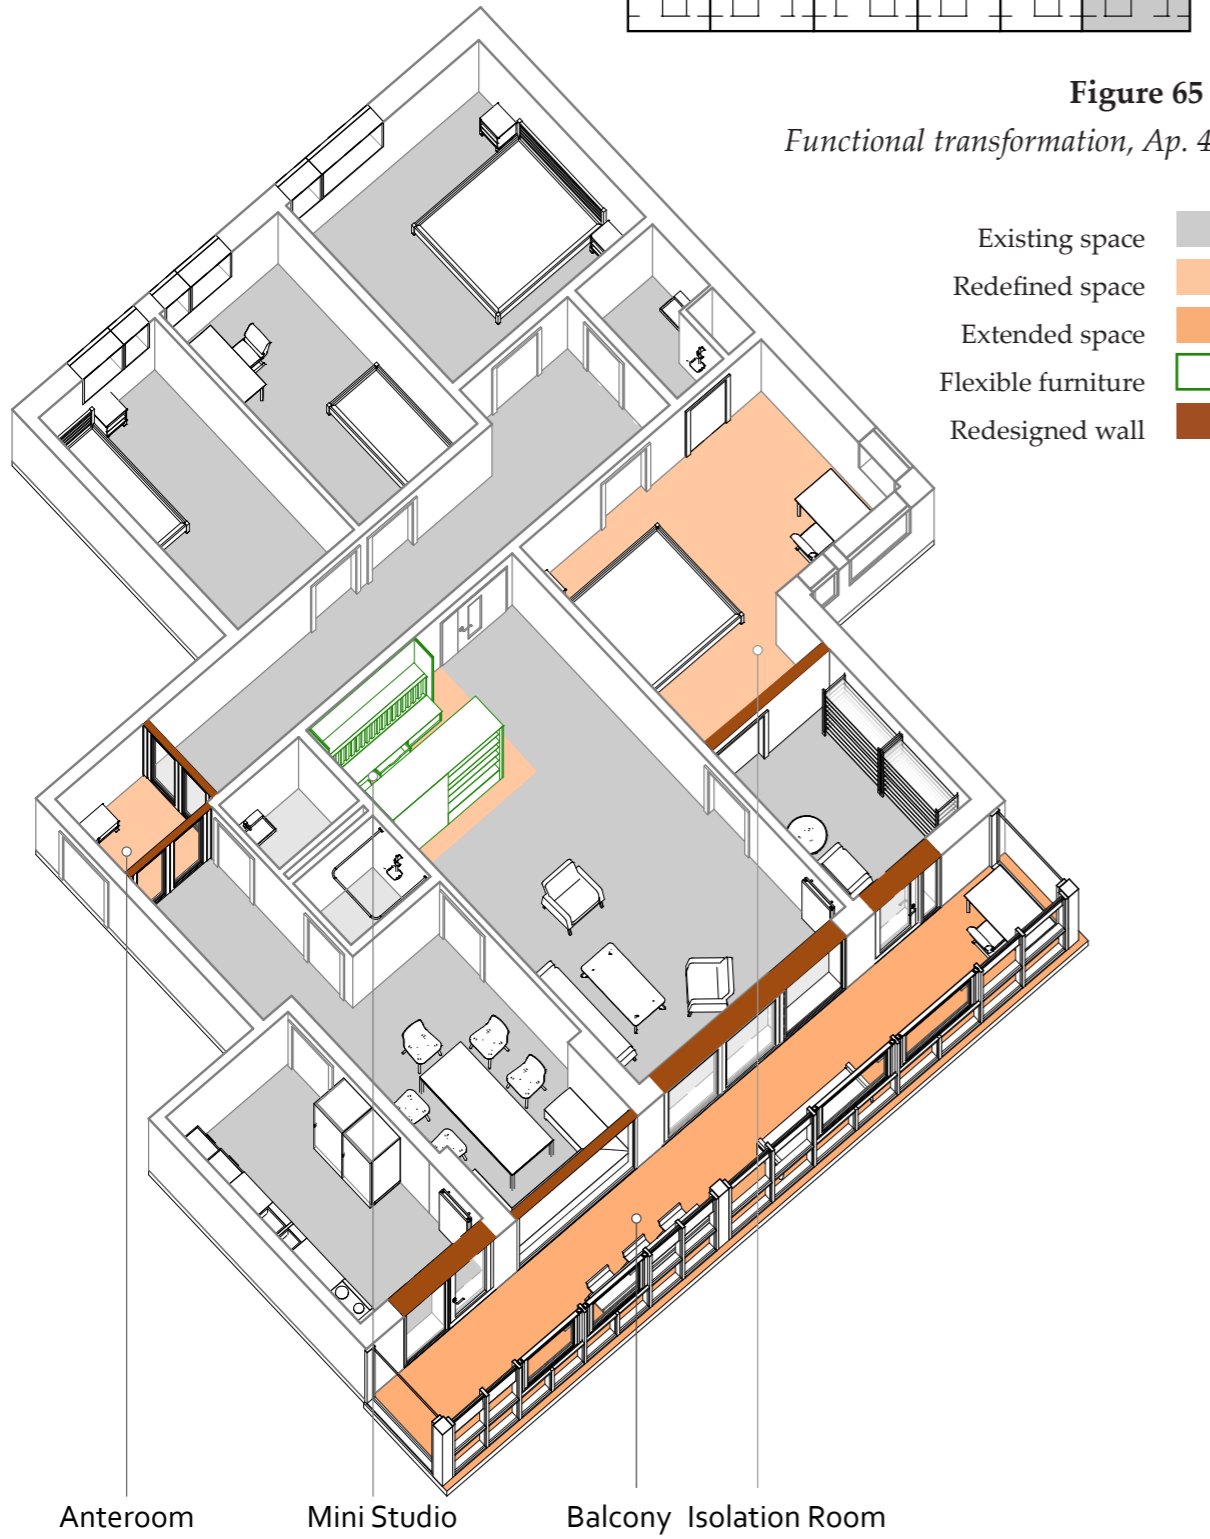 Figure 65
Functional transformation, Ap. 4
Existing space
Redefined space
Extended space
Flexible furniture
Redesigned wall
Anteroom
Mini Studio
Balcony
Isolation Room